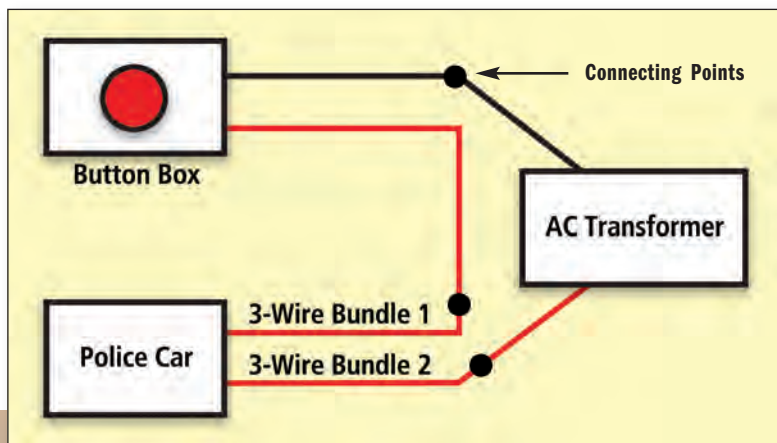 Connecting Points
Button Box
AC Transformer
3-Wire Bundle 1
Police Car
3-Wire Bundle 2